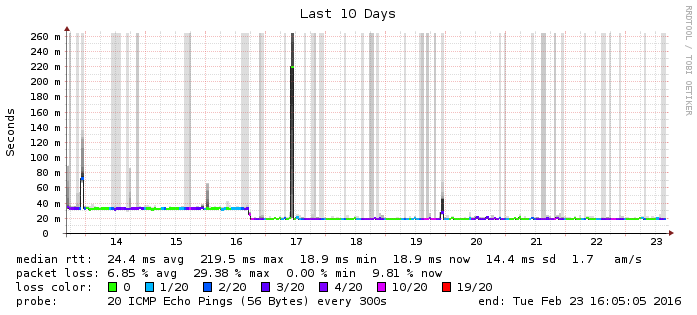 Last 10 Days
RRDTOOL / TOBI OETIKER
Seconds
260 m
240 m
220 m
200 m
180 m
160 m
140 m
120 m
100 m
80 m
60 m
40 m
20 m
0
14 15 16 17 18 19 20 21 22 23
median rtt: 24.4 ms avg 219.5 ms max 18.9 ms min 18.9 ms now 14.4 ms sd 1.7 am/s
packet loss: 6.85 % avg 29.38 % max 0.00 % min 9.81 % now
loss color: 0 1/20 2/20 3/20 4/20 10/20 19/20
probe: 20 ICMP Echo Pings (56 Bytes) every 300s end: Tue Feb 23 16:05:05 2016